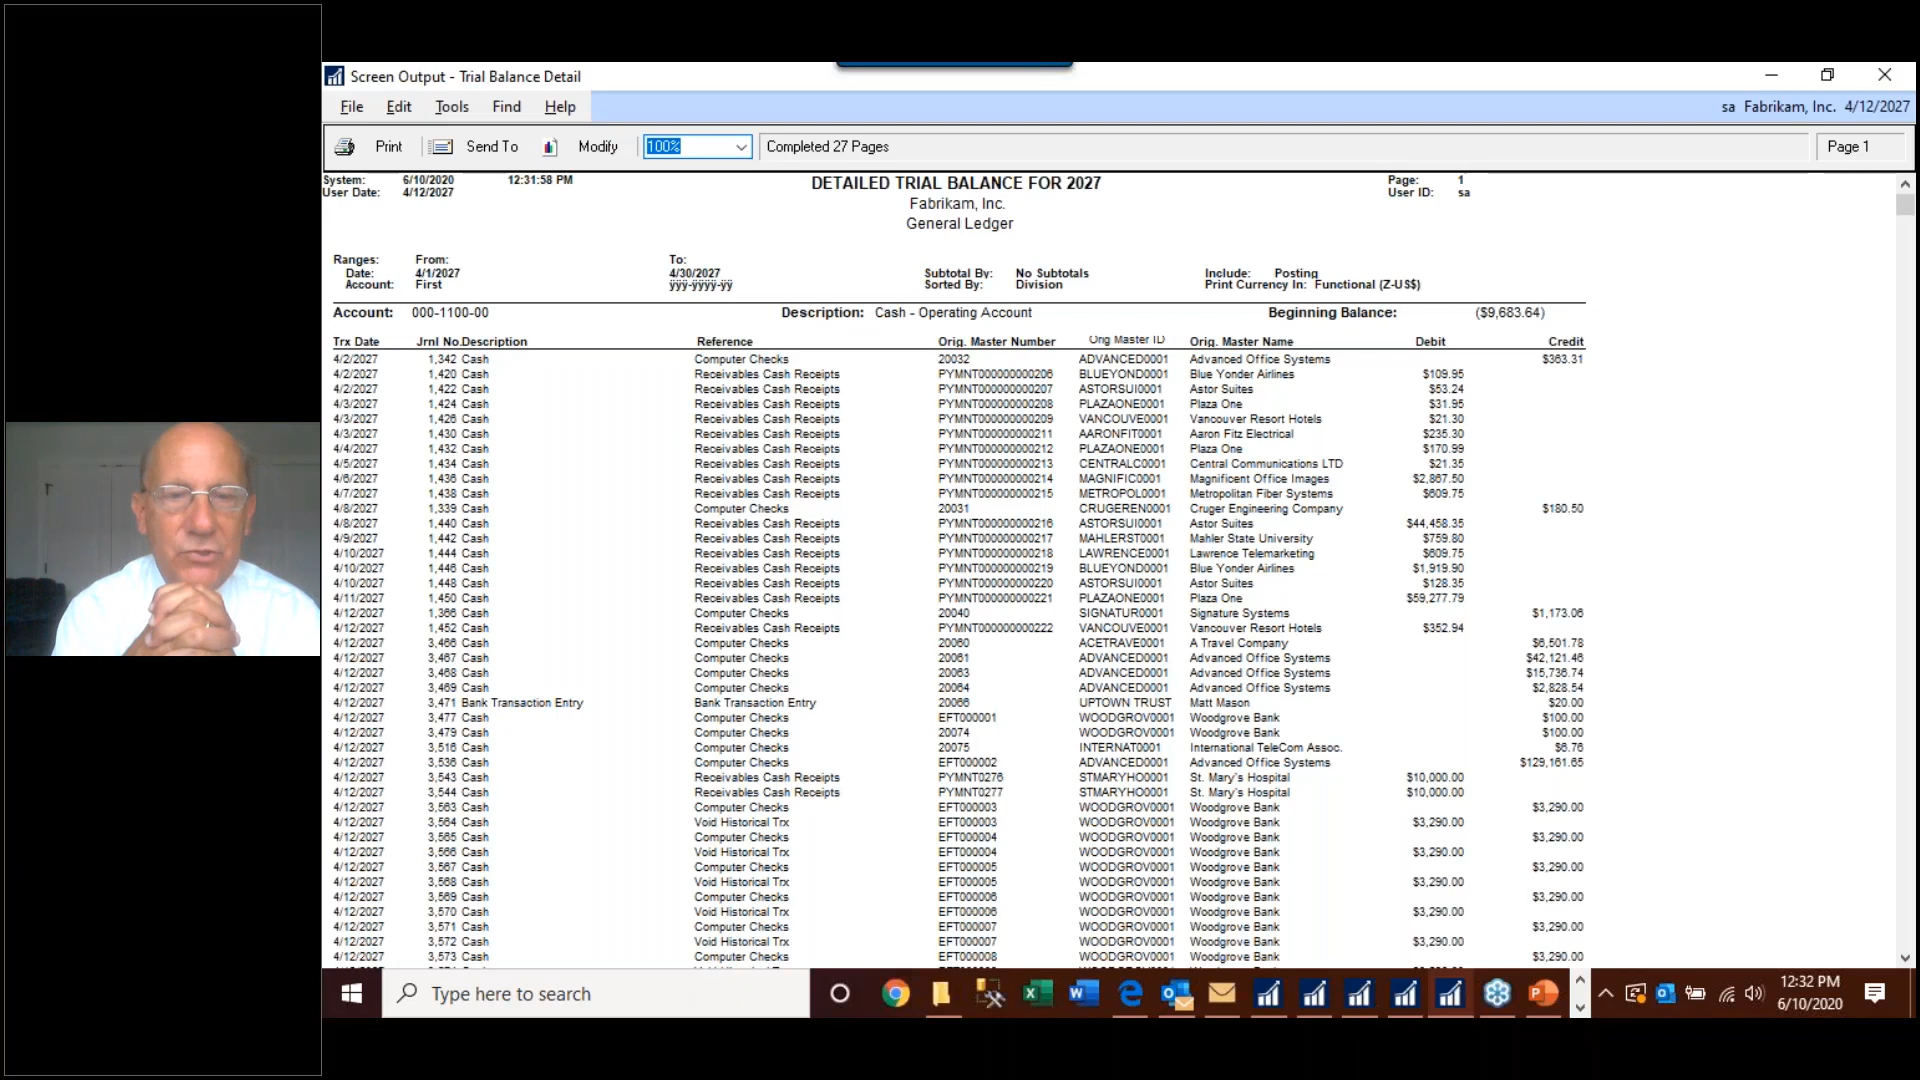 Screen Output - Trial Balance Detail
File Edit Tools Find Help sa Fabrikam, Inc. 4/12/2027
Print Send To Modify 100% Completed 27 Pages Page 1
System: 6/10/2020 12:31:58 PM DETAILED TRIAL BALANCE FOR 2027 Page: 1
User Date: 4/12/2027 Fabrikam, Inc. User ID: sa
General Ledger
Ranges: From: To:
Date: 4/1/2027 4/30/2027 Subtotal By: No Subtotals Include: Posting
Account: First ÿÿÿ-ÿÿÿÿ-ÿÿ Sorted By: Division Print Currency In: Functional (Z-US$)
Account: 000-1100-00 Description: Cash - Operating Account Beginning Balance: ($9,683.64)
Trx Date Jrnl No. Description Reference Orig. Master Number Orig Master ID Orig. Master Name Debit Credit
4/2/2027 1,342 Cash Computer Checks 20032 ADVANCED0001 Advanced Office Systems $363.31
4/2/2027 1,420 Cash Receivables Cash Receipts PYMNT000000000206 BLUEYOND0001 Blue Yonder Airlines $109.95
4/2/2027 1,422 Cash Receivables Cash Receipts PYMNT000000000207 ASTORSUI0001 Astor Suites $53.24
4/3/2027 1,424 Cash Receivables Cash Receipts PYMNT000000000208 PLAZAONE0001 Plaza One $31.95
4/3/2027 1,426 Cash Receivables Cash Receipts PYMNT000000000209 VANCOUVE0001 Vancouver Resort Hotels $21.30
4/3/2027 1,430 Cash Receivables Cash Receipts PYMNT000000000211 AARONFIT0001 Aaron Fitz Electrical $235.30
4/4/2027 1,432 Cash Receivables Cash Receipts PYMNT000000000212 PLAZAONE0001 Plaza One $170.99
4/5/2027 1,434 Cash Receivables Cash Receipts PYMNT000000000213 CENTRALC0001 Central Communications LTD $21.35
4/6/2027 1,436 Cash Receivables Cash Receipts PYMNT000000000214 MAGNIFIC0001 Magnificent Office Images $2,867.50
4/7/2027 1,438 Cash Receivables Cash Receipts PYMNT000000000215 METROPOL0001 Metropolitan Fiber Systems $609.75
4/8/2027 1,339 Cash Computer Checks 20031 CRUGEREN0001 Cruger Engineering Company $180.50
4/8/2027 1,440 Cash Receivables Cash Receipts PYMNT000000000216 ASTORSUI0001 Astor Suites $44,458.35
4/9/2027 1,442 Cash Receivables Cash Receipts PYMNT000000000217 MAHLERST0001 Mahler State University $759.80
4/10/2027 1,444 Cash Receivables Cash Receipts PYMNT000000000218 LAWRENCE0001 Lawrence Telemarketing $609.75
4/10/2027 1,446 Cash Receivables Cash Receipts PYMNT000000000219 BLUEYOND0001 Blue Yonder Airlines $1,919.90
4/10/2027 1,448 Cash Receivables Cash Receipts PYMNT000000000220 ASTORSUI0001 Astor Suites $128.35
4/11/2027 1,450 Cash Receivables Cash Receipts PYMNT000000000221 PLAZAONE0001 Plaza One $59,277.79
4/12/2027 1,366 Cash Computer Checks 20040 SIGNATUR0001 Signature Systems $1,173.06
4/12/2027 1,452 Cash Receivables Cash Receipts PYMNT000000000222 VANCOUVE0001 Vancouver Resort Hotels $352.94
4/12/2027 3,466 Cash Computer Checks 20060 ACETRAVE0001 A Travel Company $6,501.78
4/12/2027 3,467 Cash Computer Checks 20061 ADVANCED0001 Advanced Office Systems $42,121.46
4/12/2027 3,468 Cash Computer Checks 20063 ADVANCED0001 Advanced Office Systems $15,736.74
4/12/2027 3,469 Cash Computer Checks 20064 ADVANCED0001 Advanced Office Systems $2,828.54
4/12/2027 3,471 Bank Transaction Entry Bank Transaction Entry 20066 UPTOWN TRUST Matt Mason $20.00
4/12/2027 3,477 Cash Computer Checks EFT000001 WOODGROV0001 Woodgrove Bank $100.00
4/12/2027 3,479 Cash Computer Checks 20074 WOODGROV0001 Woodgrove Bank $100.00
4/12/2027 3,516 Cash Computer Checks 20075 INTERNAT0001 International TeleCom Assoc. $6.76
4/12/2027 3,536 Cash Computer Checks EFT000002 ADVANCED0001 Advanced Office Systems $129,161.65
4/12/2027 3,543 Cash Receivables Cash Receipts PYMNT0276 STMARYHO0001 St. Mary's Hospital $10,000.00
4/12/2027 3,544 Cash Receivables Cash Receipts PYMNT0277 STMARYHO0001 St. Mary's Hospital $10,000.00
4/12/2027 3,563 Cash Computer Checks EFT000003 WOODGROV0001 Woodgrove Bank $3,290.00
4/12/2027 3,564 Cash Void Historical Trx EFT000003 WOODGROV0001 Woodgrove Bank $3,290.00
4/12/2027 3,565 Cash Computer Checks EFT000004 WOODGROV0001 Woodgrove Bank $3,290.00
4/12/2027 3,566 Cash Void Historical Trx EFT000004 WOODGROV0001 Woodgrove Bank $3,290.00
4/12/2027 3,567 Cash Computer Checks EFT000005 WOODGROV0001 Woodgrove Bank $3,290.00
4/12/2027 3,568 Cash Void Historical Trx EFT000005 WOODGROV0001 Woodgrove Bank $3,290.00
4/12/2027 3,569 Cash Computer Checks EFT000006 WOODGROV0001 Woodgrove Bank $3,290.00
4/12/2027 3,570 Cash Void Historical Trx EFT000006 WOODGROV0001 Woodgrove Bank $3,290.00
4/12/2027 3,571 Cash Computer Checks EFT000007 WOODGROV0001 Woodgrove Bank $3,290.00
4/12/2027 3,572 Cash Void Historical Trx EFT000007 WOODGROV0001 Woodgrove Bank $3,290.00
4/12/2027 3,573 Cash Computer Checks EFT000008 WOODGROV0001 Woodgrove Bank $3,290.00
Type here to search
12:32 PM
6/10/2020